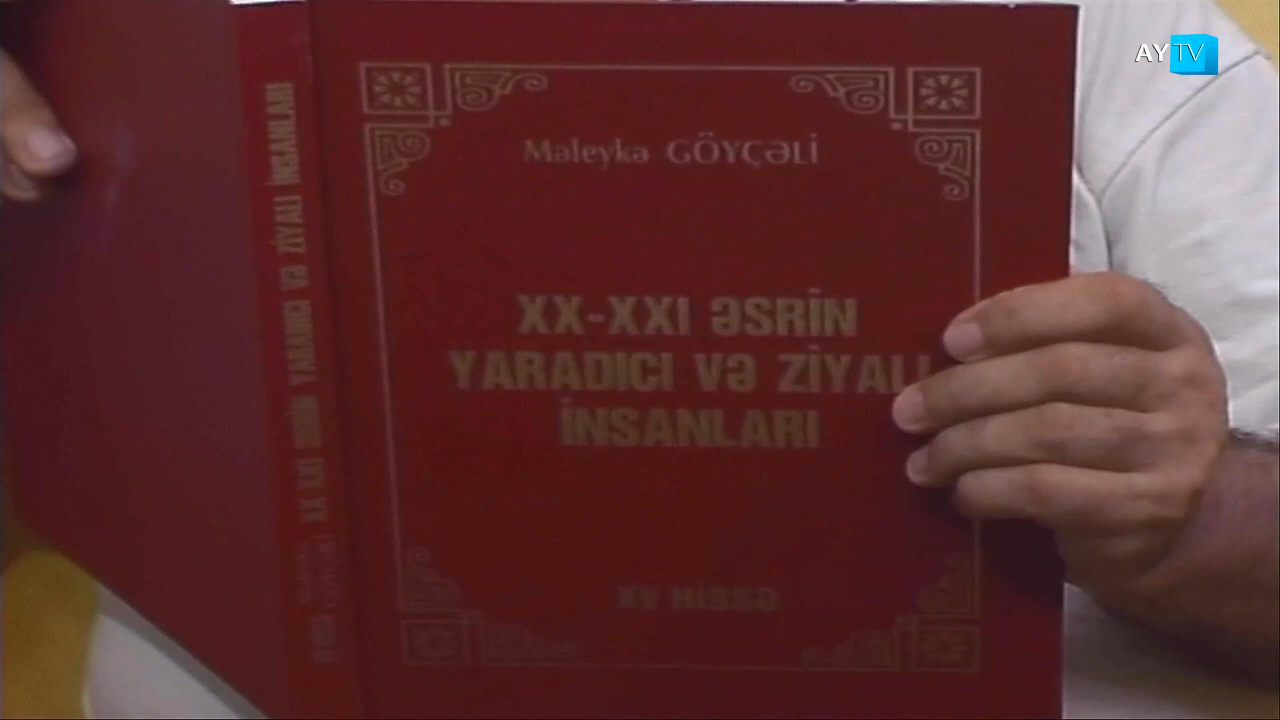 AYTV
Mələykə GÖYÇƏLİ
XX-XXI ƏSRİN
YARADICI VƏ ZİYALI
İNSANLARI
XV HİSSƏ
XX XXI ƏSRİN YARADICI VƏ ZİYALI İNSANLARI